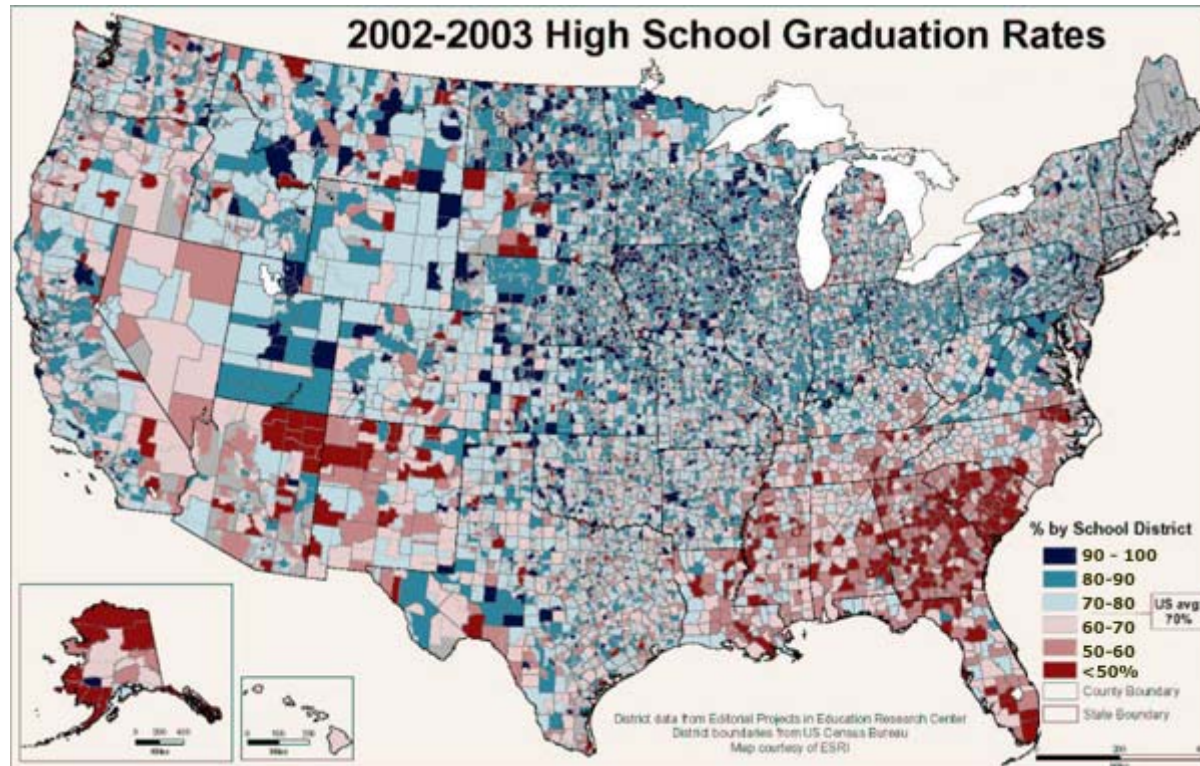 2002-2003 High School Graduation Rates
% by School District
90 - 100
80-90
70-80
US avg
70%
60-70
50-60
<50%
County Boundary
State Boundary
District data from Editorial Projects in Education Research Center
District boundaries from US Census Bureau
Map courtesy of ESRI